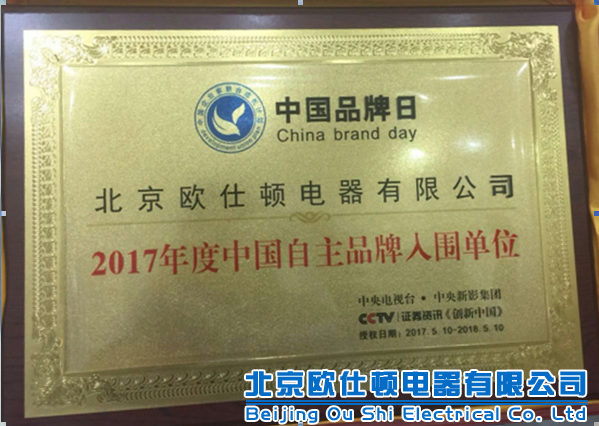 中国品牌日
China brand day
北京欧仕顿电器有限公司
2017年度中国自主品牌入围单位
中央电视台·中央新影集团
CCTV 证券资讯《创新中国》
授权日期:2017.5.10-2018.5.10
北京欧仕顿电器有限公司
Beijing Ou Shi Electrical Co. Ltd